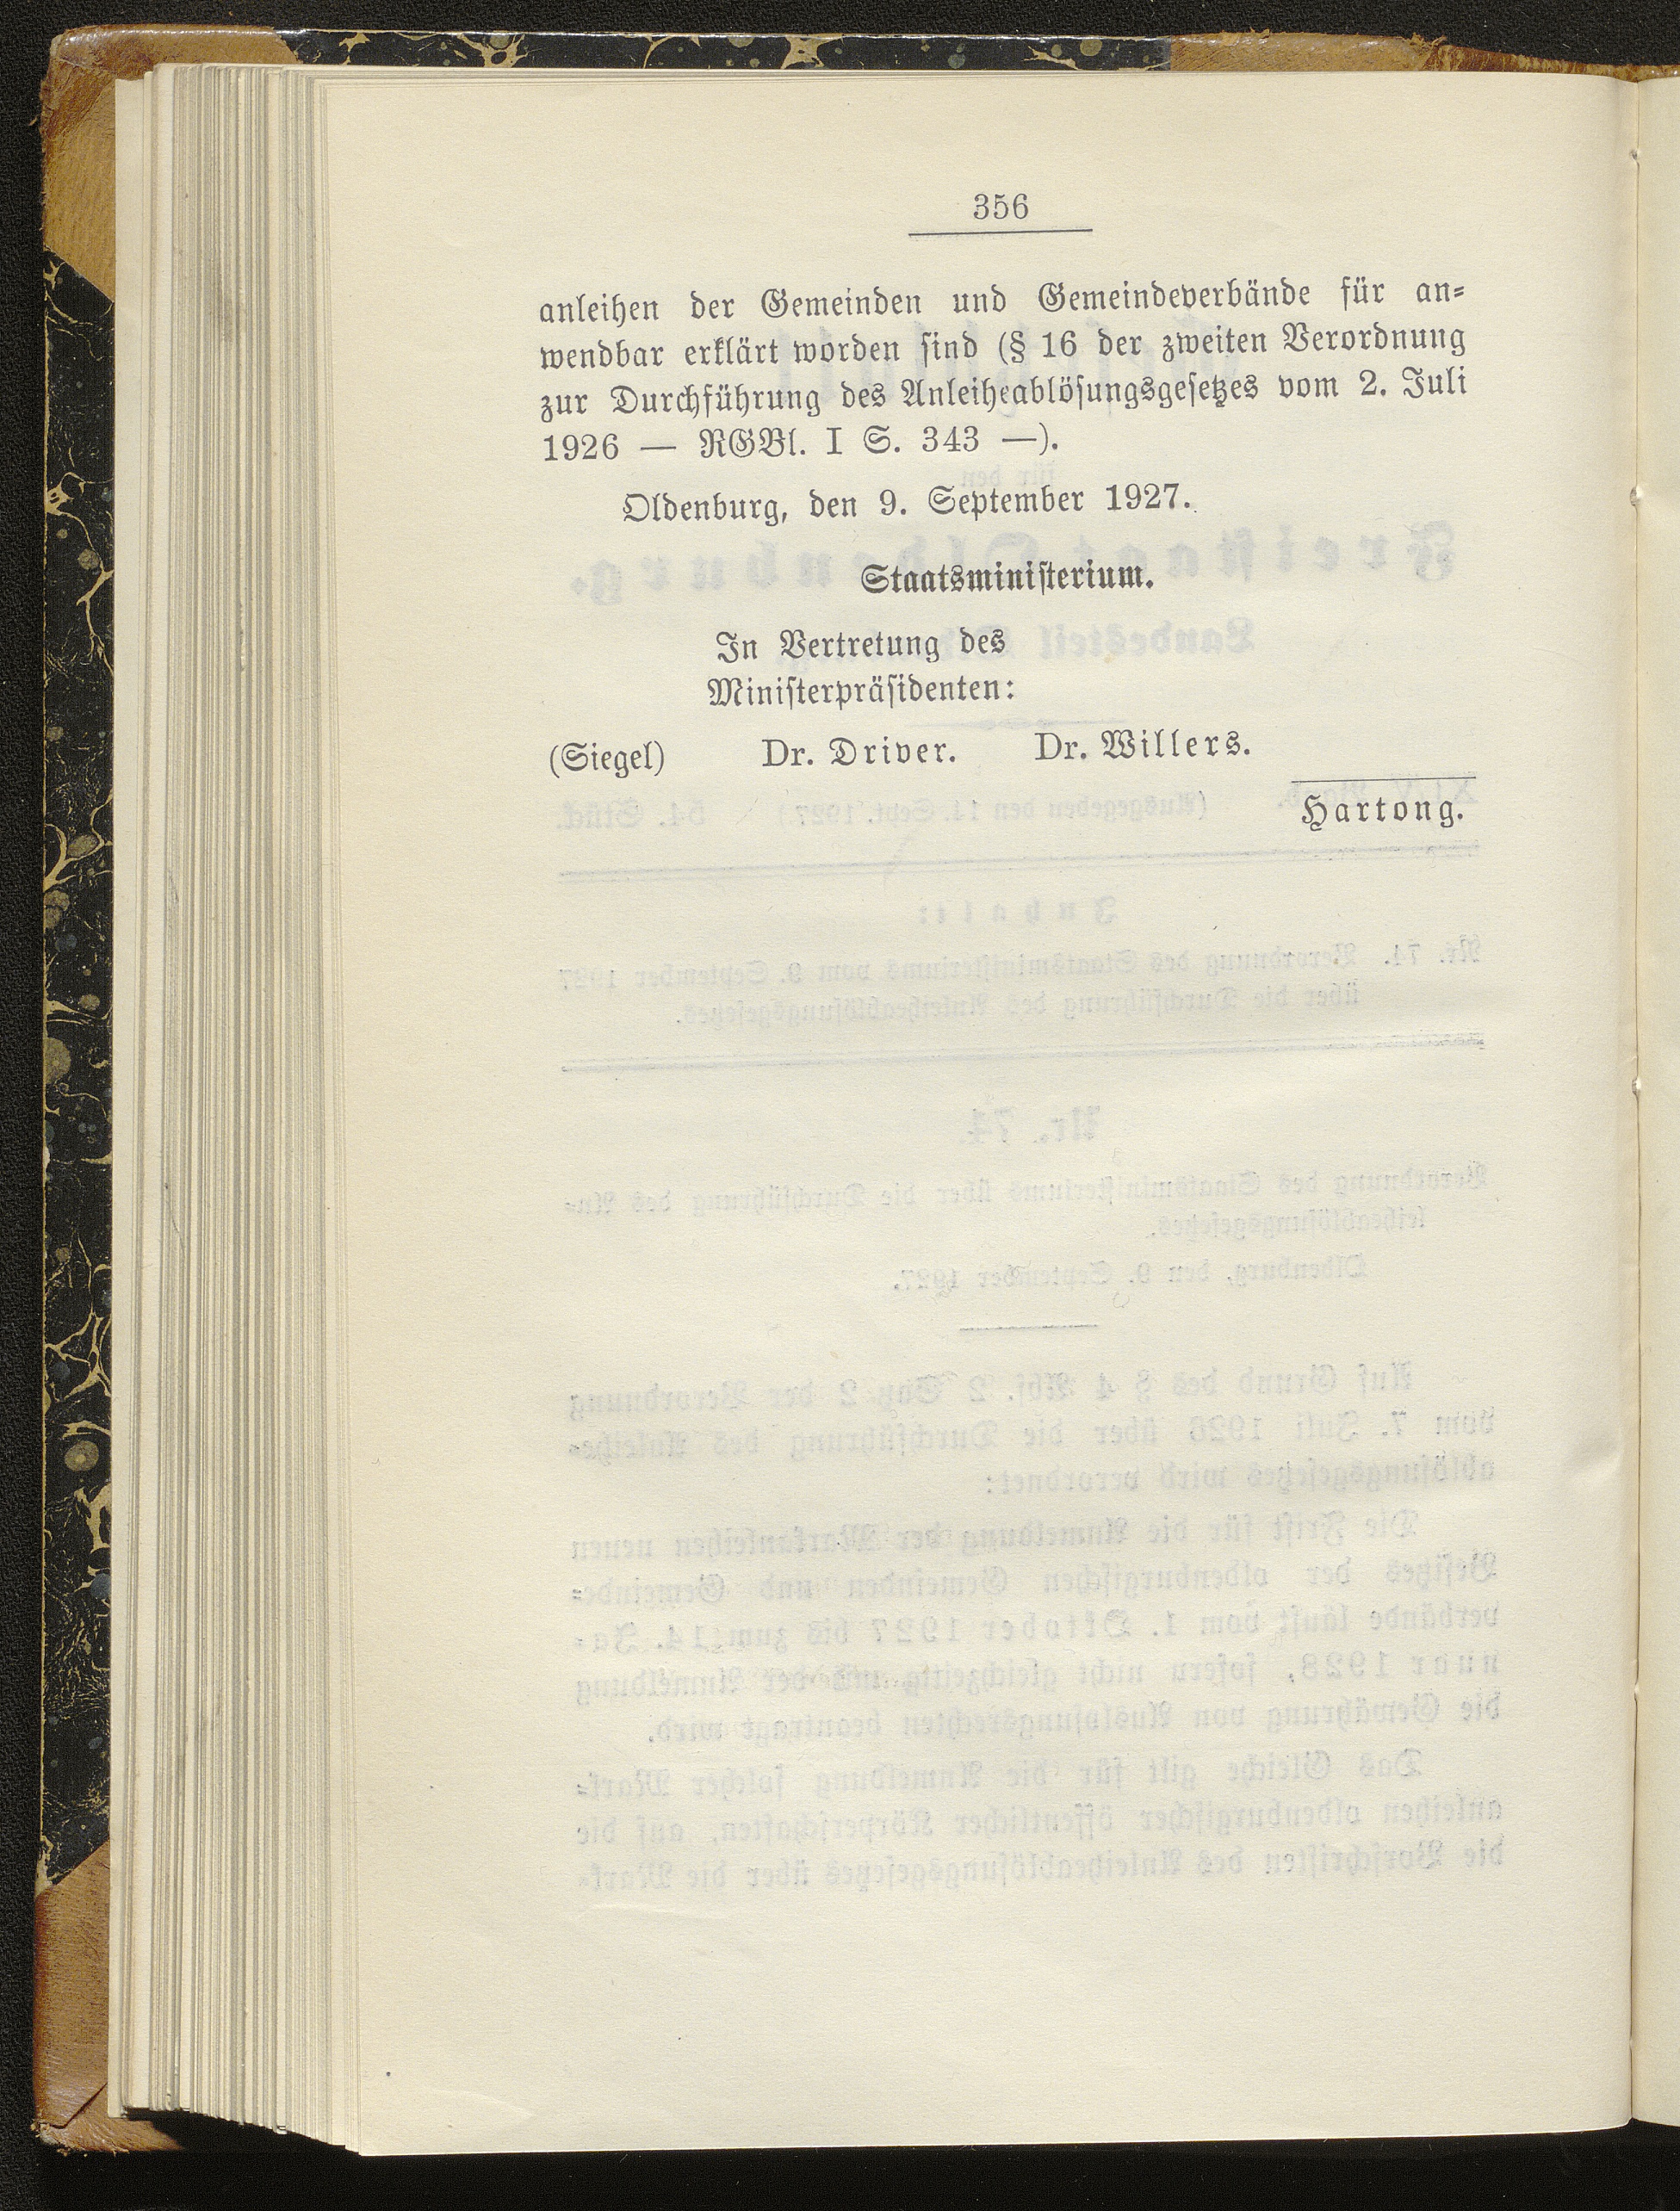 356
anleihen der Gemeinden und Gemeindeverbände für an-
wendbar erklärt worden sind (§ 16 der zweiten Verordnung
zur Durchführung des Anleiheablösungsgesetzes vom 2. Juli
1926 — RGBl. I S. 343 —).
Oldenburg, den 9. September 1927.
Staatsministerium.
In Vertretung des
Ministerpräsidenten:
(Siegel) Dr. Driver. Dr. Willers.
Hartong.